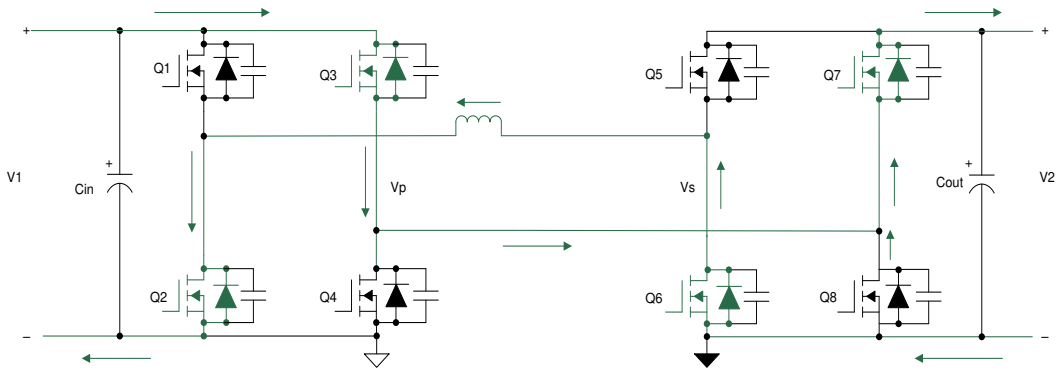 +
+
Q1
Q3
Q5
Q7
+
+
V1
Cin
Vp
Vs
Cout
V2
Q2
Q4
Q6
Q8
–
–